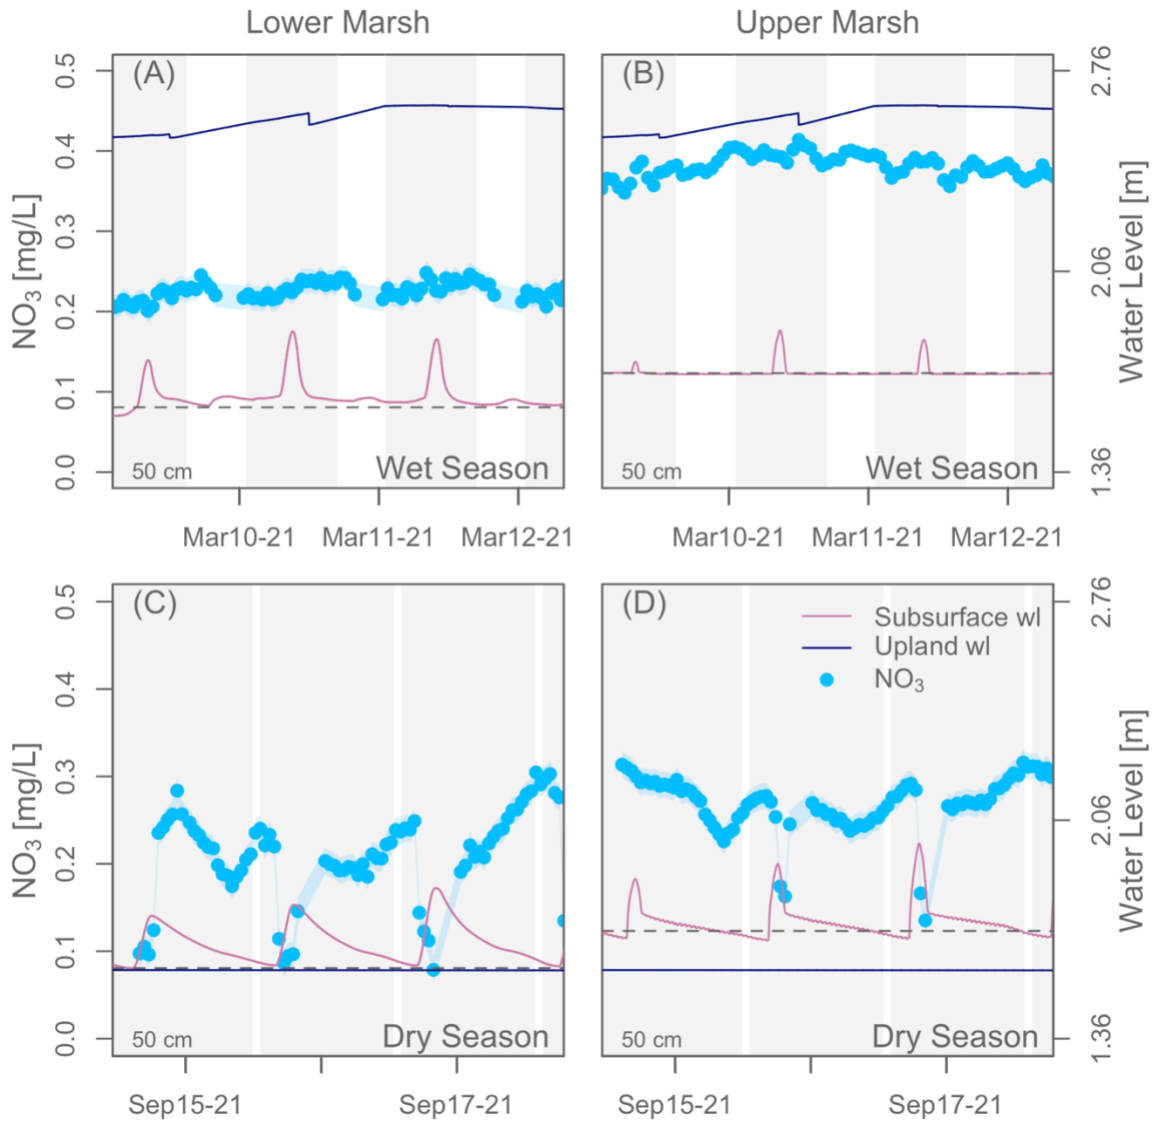 Lower Marsh
Upper Marsh
(A)
(B)
0.5
0.4
0.3
0.2
0.1
0.0
NO₃ [mg/L]
2.76
2.06
1.36
Water Level [m]
50 cm
Wet Season
50 cm
Wet Season
Mar10-21
Mar11-21
Mar12-21
Mar10-21
Mar11-21
Mar12-21
(C)
(D)
0.5
0.4
0.3
0.2
0.1
0.0
NO₃ [mg/L]
Subsurface wl
Upland wl
NO₃
2.76
2.06
1.36
Water Level [m]
50 cm
Dry Season
50 cm
Dry Season
Sep15-21
Sep17-21
Sep15-21
Sep17-21